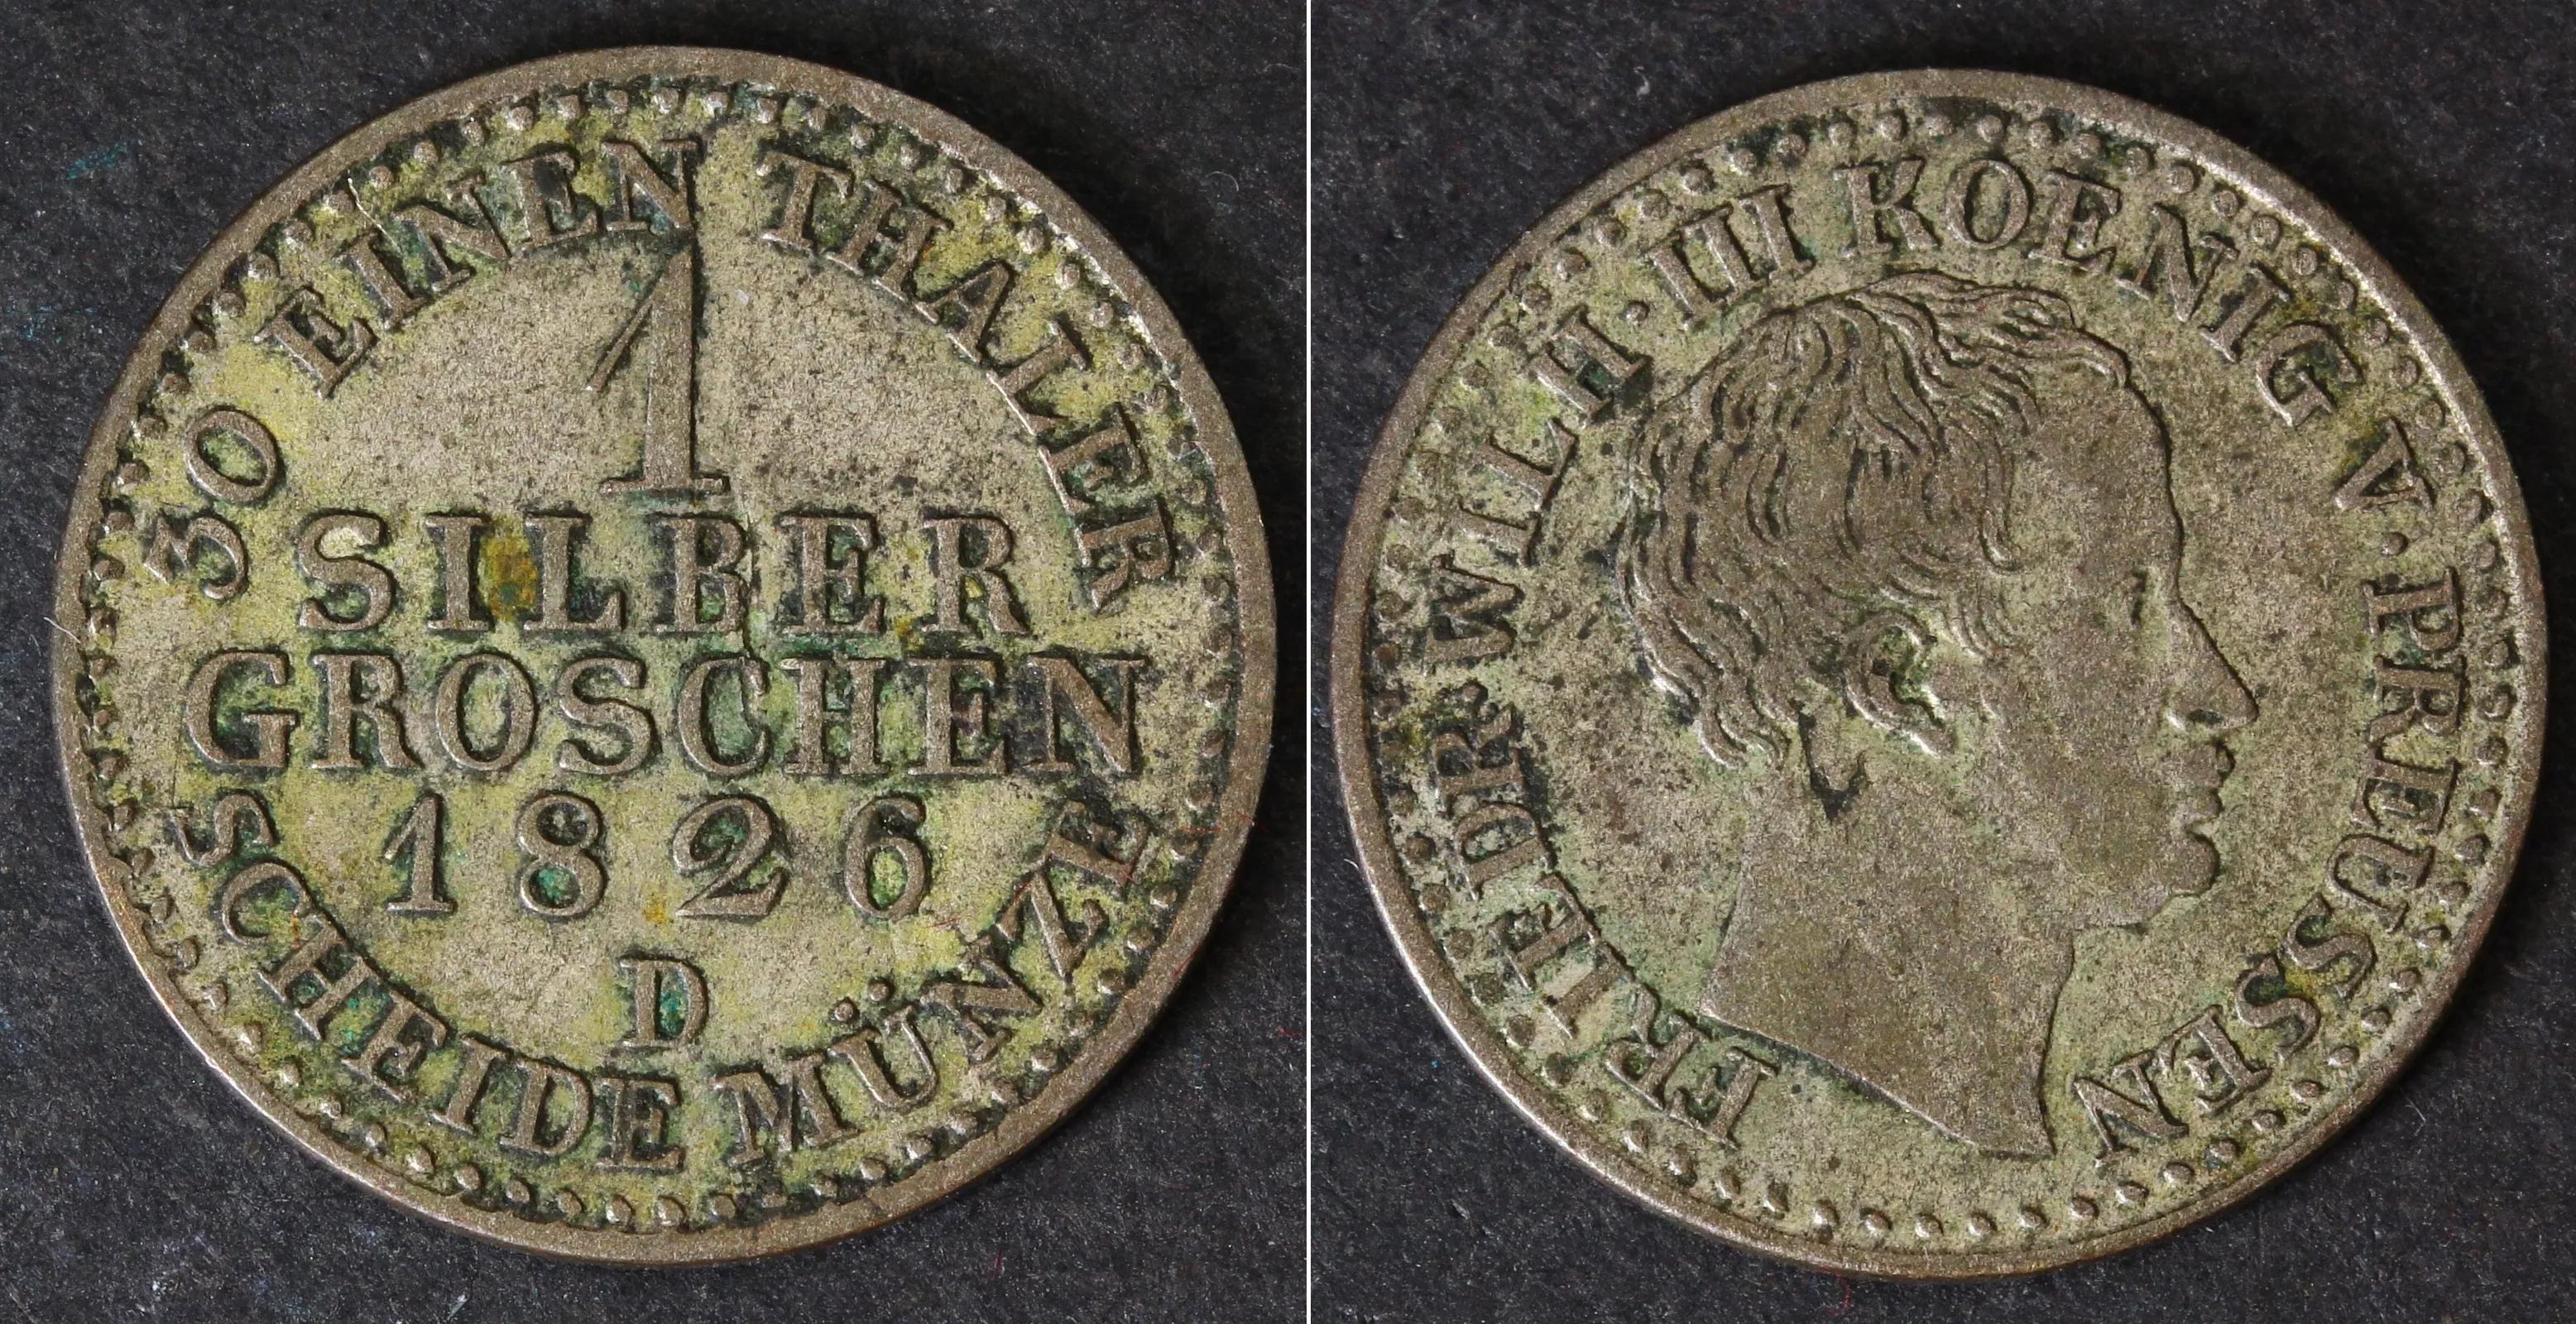 30 EINEN THALER
1
SILBER
GROSCHEN
1826
D
SCHEIDE MÜNZE
FRIEDR. WILH. III KOENIG V. PREUSSEN